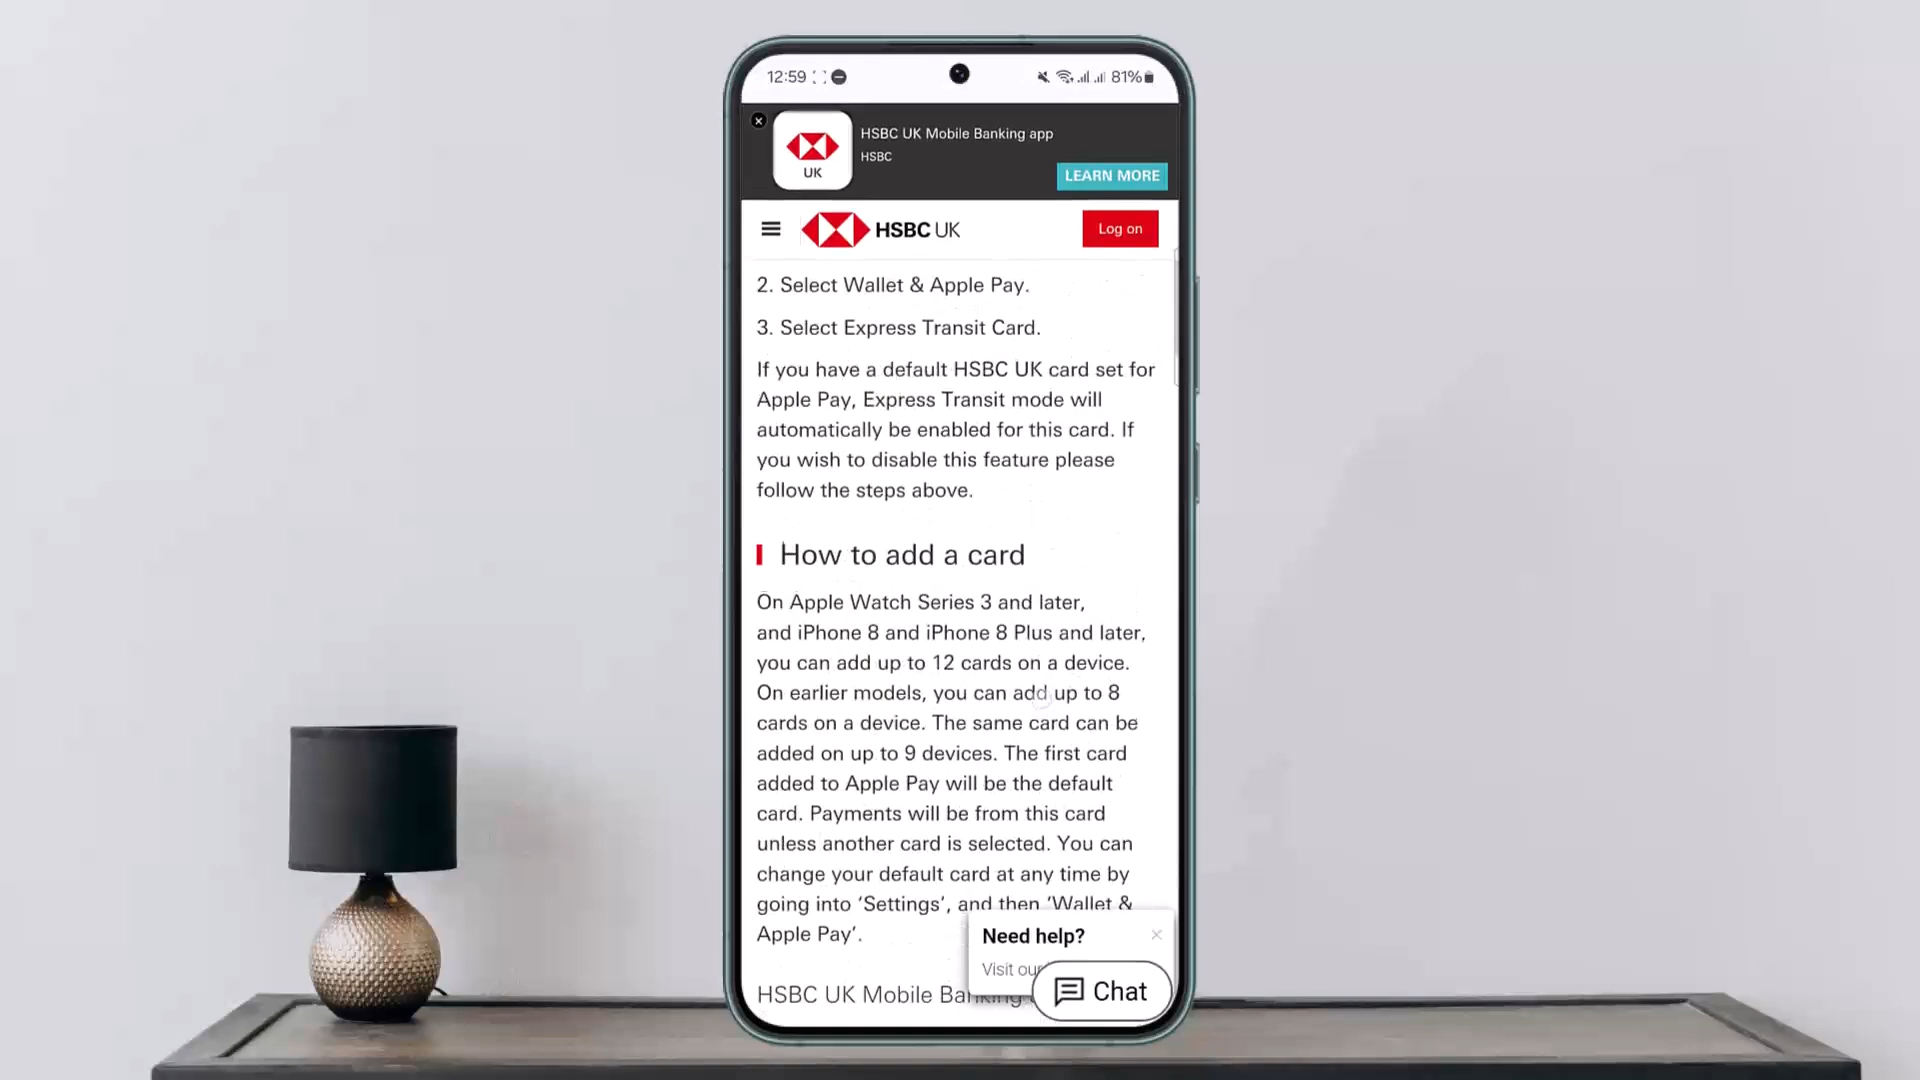 12:59
81%
HSBC UK Mobile Banking app
HSBC
UK
LEARN MORE
HSBC UK
Log on
2. Select Wallet & Apple Pay.
3. Select Express Transit Card.
If you have a default HSBC UK card set for
Apple Pay, Express Transit mode will
automatically be enabled for this card. If
you wish to disable this feature please
follow the steps above.
How to add a card
On Apple Watch Series 3 and later,
and iPhone 8 and iPhone 8 Plus and later,
you can add up to 12 cards on a device.
On earlier models, you can add up to 8
cards on a device. The same card can be
added on up to 9 devices. The first card
added to Apple Pay will be the default
card. Payments will be from this card
unless another card is selected. You can
change your default card at any time by
going into ‘Settings’, and then ‘Wallet &
Apple Pay’.
Need help?
Visit our
Chat
HSBC UK Mobile Banking